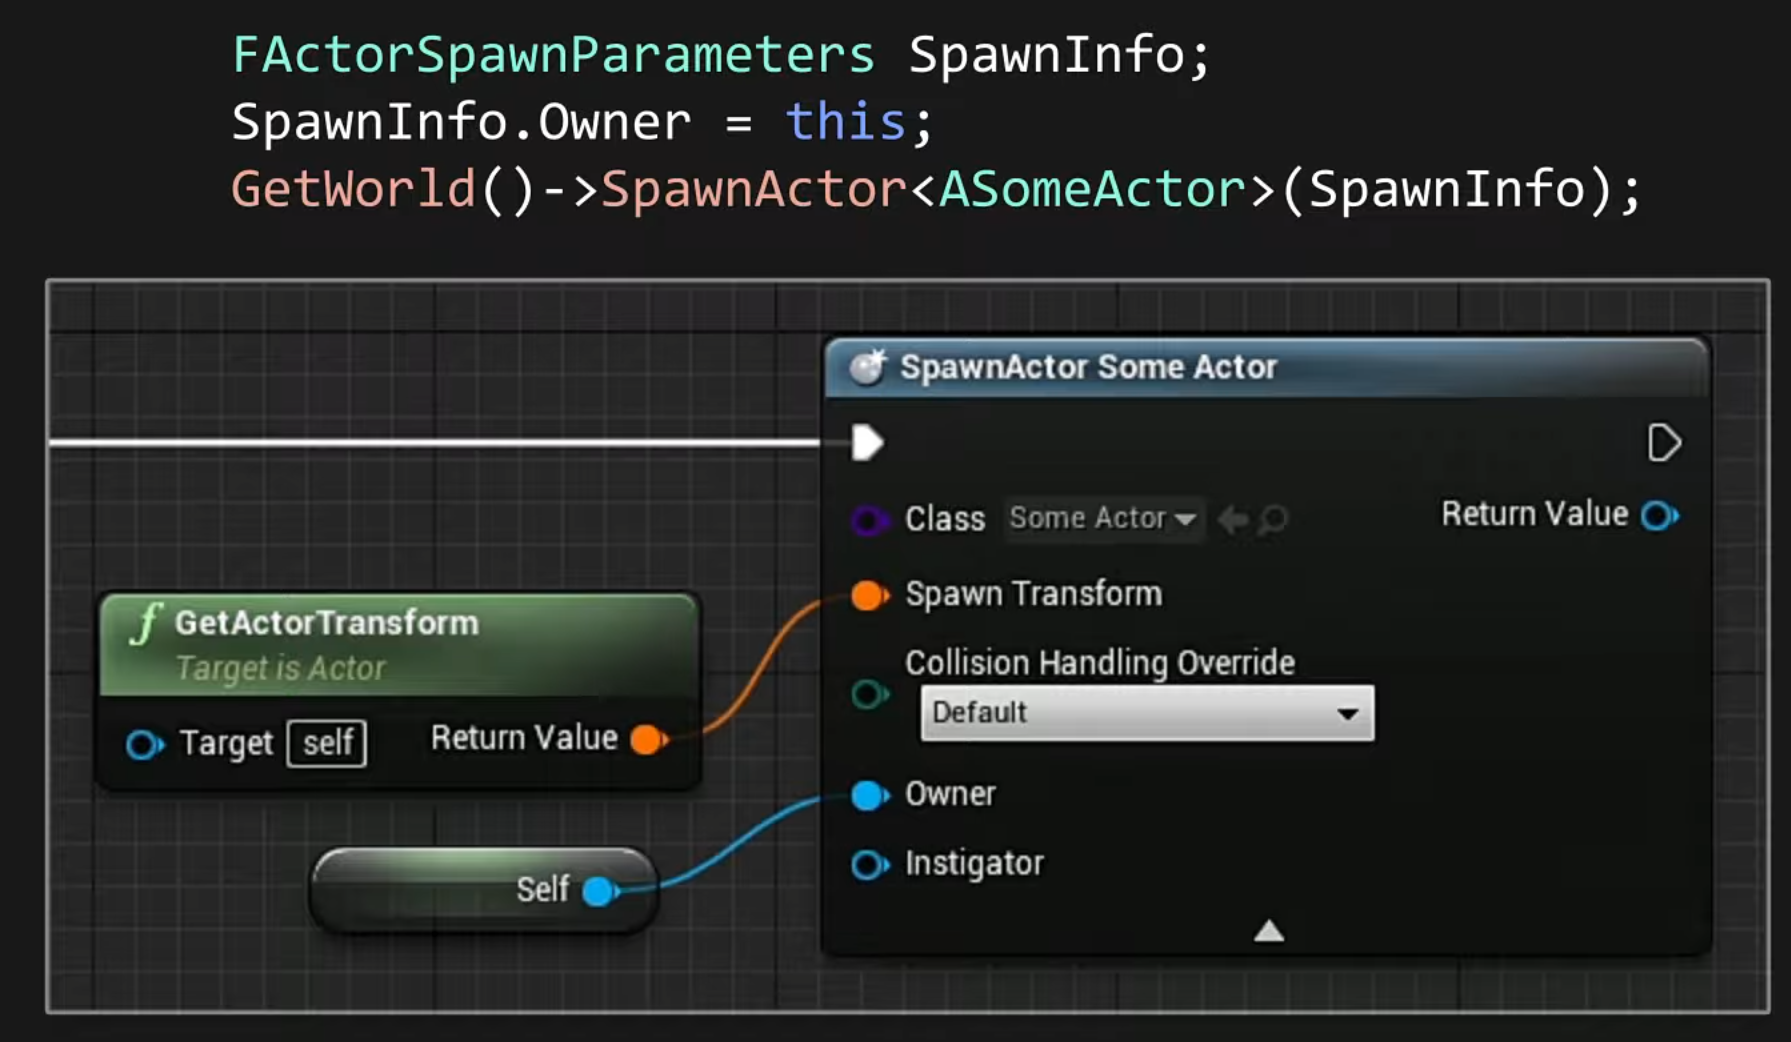 FActorSpawnParameters SpawnInfo;
SpawnInfo.Owner = this;
GetWorld()->SpawnActor<ASomeActor>(SpawnInfo);
SpawnActor Some Actor
Class Some Actor
Return Value
Spawn Transform
Collision Handling Override
Default
Owner
Instigator
f GetActorTransform
Target is Actor
Target self Return Value
Self